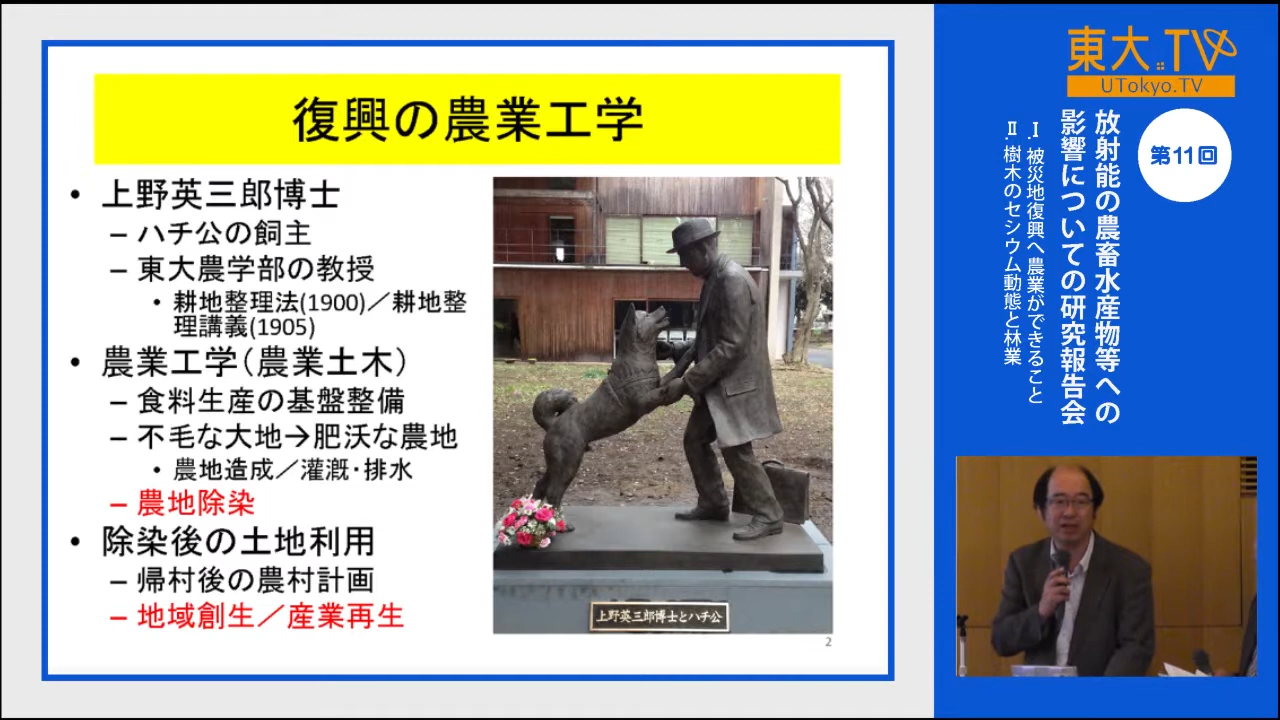 復興の農業工学
• 上野英三郎博士
– ハチ公の飼主
– 東大農学部の教授
• 耕地整理法(1900)／耕地整
理講義(1905)
• 農業工学(農業土木)
– 食料生産の基盤整備
– 不毛な大地→肥沃な農地
• 農地造成／灌漑・排水
– 農地除染
• 除染後の土地利用
– 帰村後の農村計画
– 地域創生／産業再生
上野英三郎博士とハチ公
2
東大TV
UTokyo.TV
第11回
放射能の農畜水産物等への
影響についての研究報告会
Ⅰ. 被災地復興へ農業ができること
Ⅱ. 樹木のセシウム動態と林業